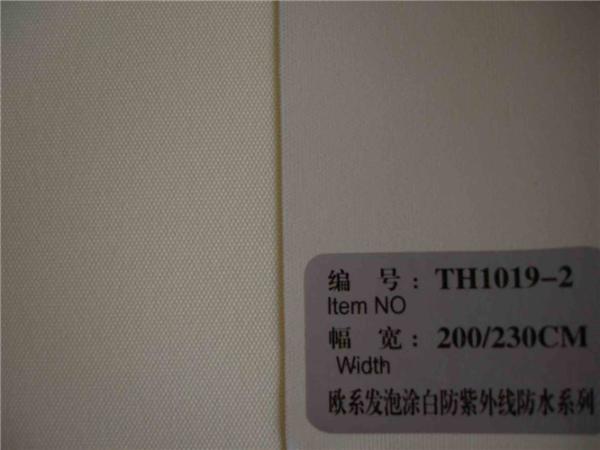 编 号: TH1019-2
Item NO
幅 宽: 200/230CM
Width
欧系发泡涂白防紫外线防水系列